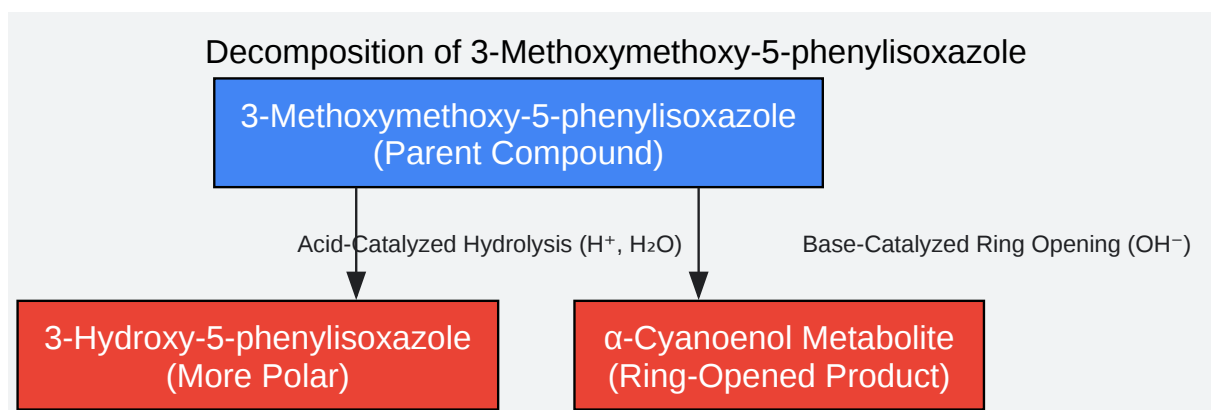 Decomposition of 3-Methoxymethoxy-5-phenylisoxazole
3-Methoxymethoxy-5-phenylisoxazole
(Parent Compound)
Acid-Catalyzed Hydrolysis (H⁺, H₂O)
Base-Catalyzed Ring Opening (OH⁻)
3-Hydroxy-5-phenylisoxazole
(More Polar)
α-Cyanoenol Metabolite
(Ring-Opened Product)